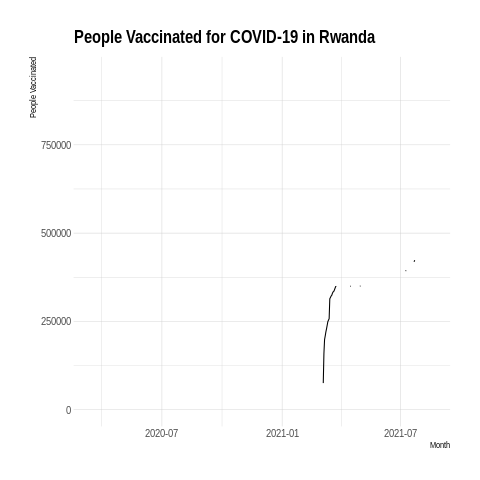 People Vaccinated for COVID-19 in Rwanda
People Vaccinated
750000
500000
250000
0
2020-07 2021-01 2021-07
Month